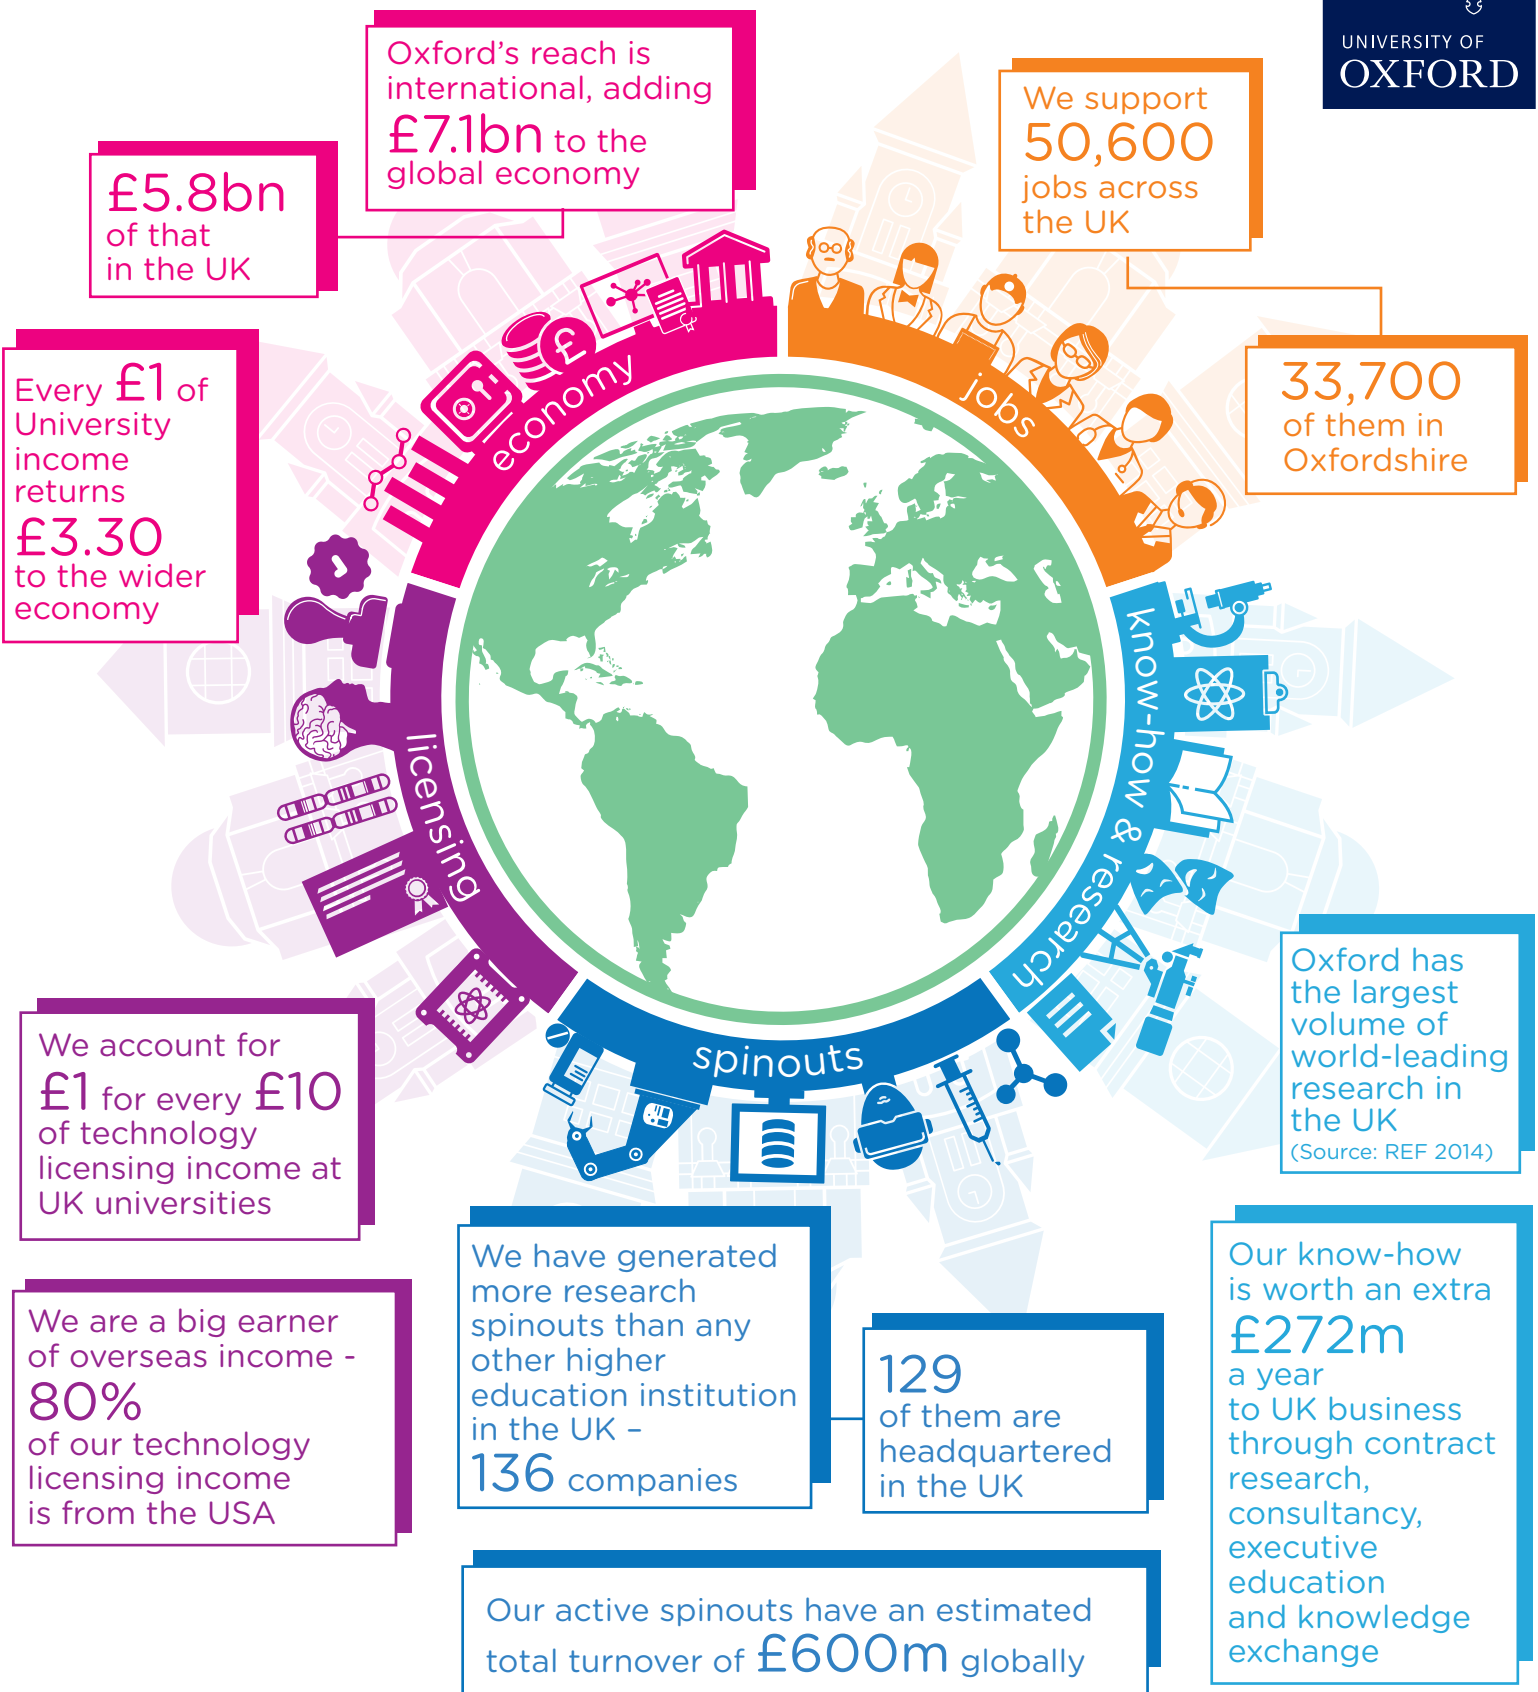 UNIVERSITY OF
OXFORD
Oxford's reach is
international, adding
£7.1bn to the
global economy
£5.8bn
of that
in the UK
We support
50,600
jobs across
the UK
33,700
of them in
Oxfordshire
Every £1 of
University
income
returns
£3.30
to the wider
economy
£
economy
jobs
know-how & research
licensing
spinouts
Oxford has
the largest
volume of
world-leading
research in
the UK
(Source: REF 2014)
We account for
£1 for every £10
of technology
licensing income at
UK universities
We are a big earner
of overseas income -
80%
of our technology
licensing income
is from the USA
We have generated
more research
spinouts than any
other higher
education institution
in the UK –
136 companies
129
of them are
headquartered
in the UK
Our know-how
is worth an extra
£272m
a year
to UK business
through contract
research,
consultancy,
executive
education
and knowledge
exchange
Our active spinouts have an estimated
total turnover of £600m globally